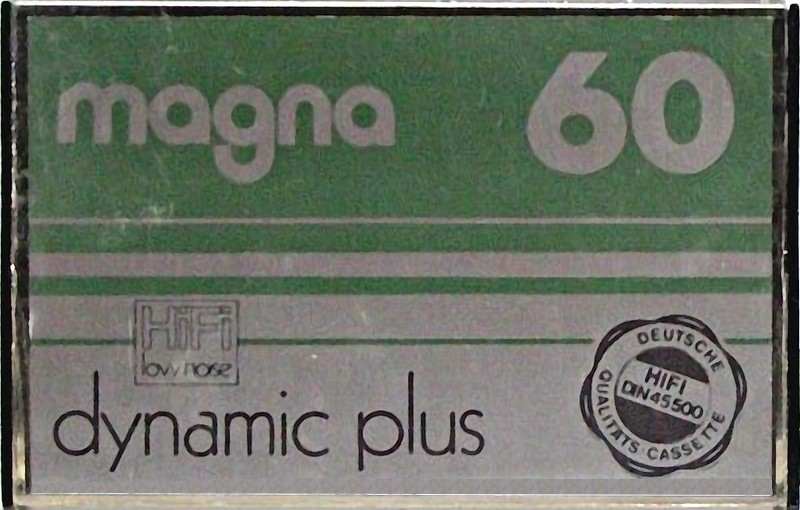 magna 60
HiFi
low noise
dynamic plus
DEUTSCHE
HIFI
DIN 45500
QUALITÄTS-CASSETTE